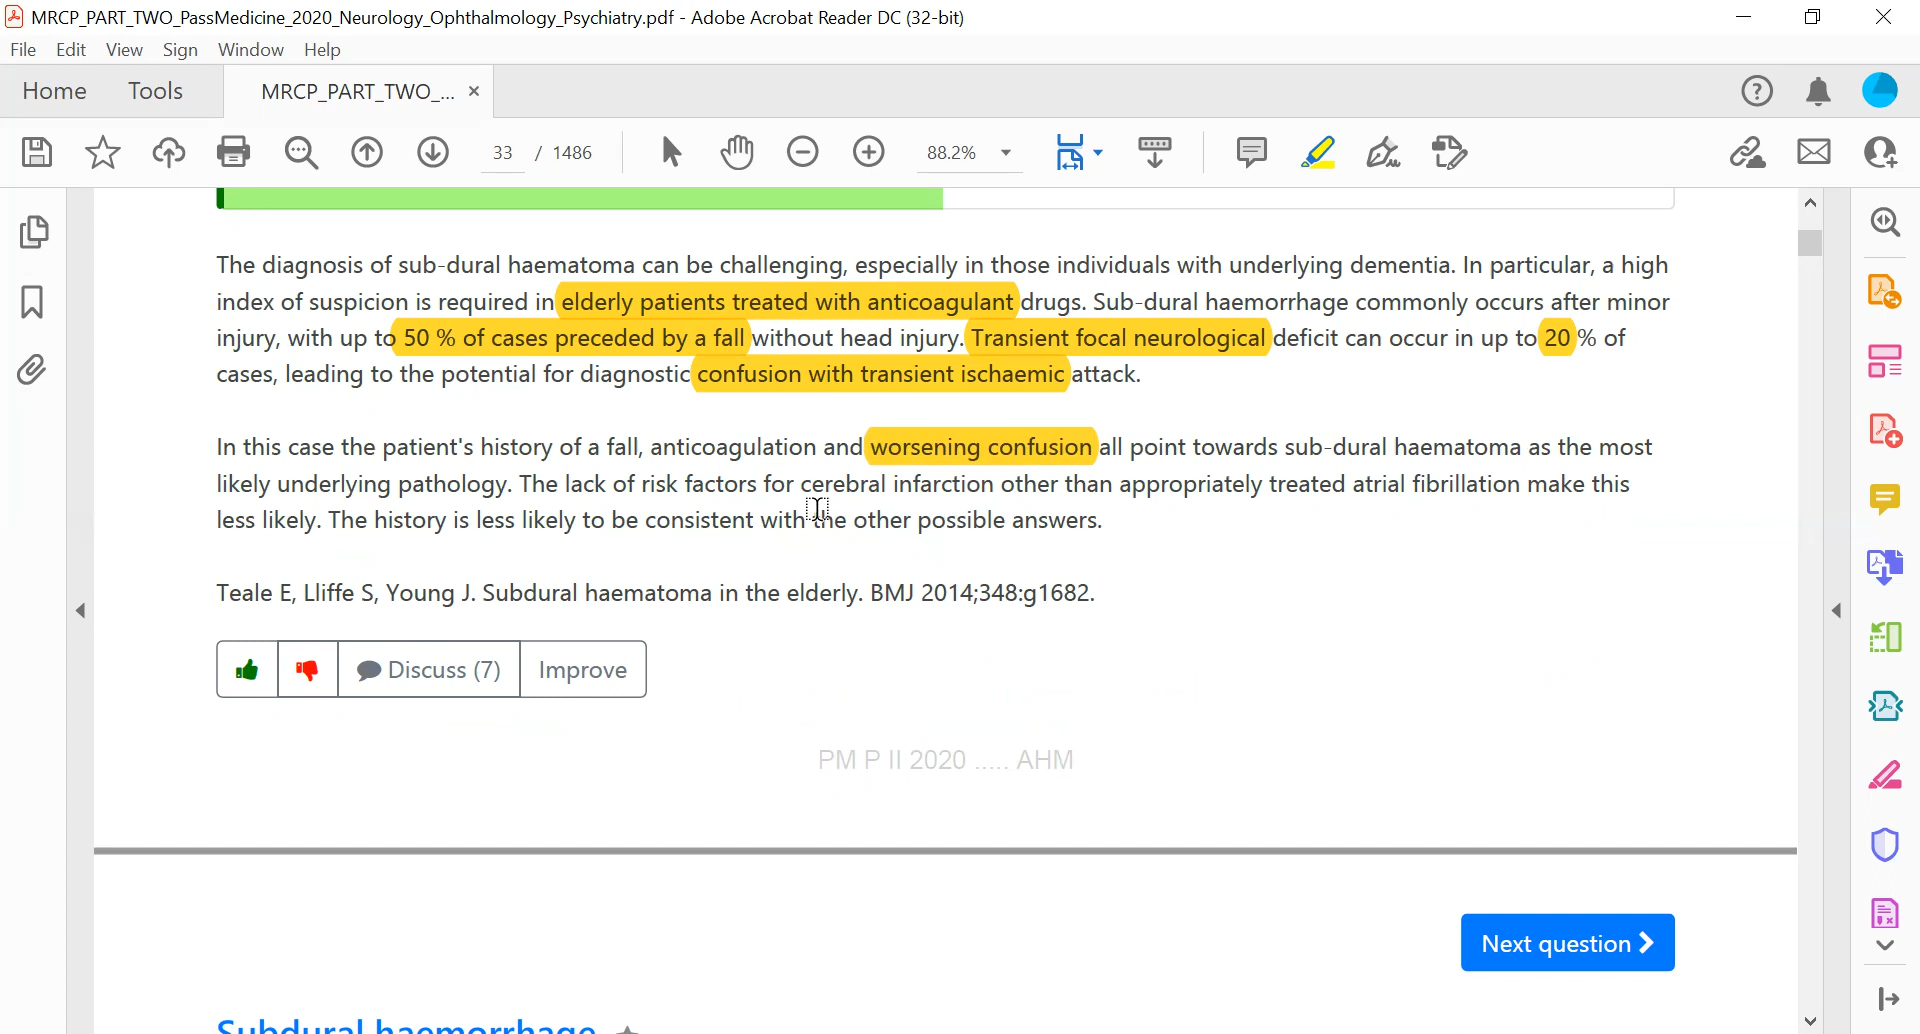 MRCP_PART_TWO_PassMedicine_2020_Neurology_Ophthalmology_Psychiatry.pdf - Adobe Acrobat Reader DC (32-bit)
File Edit View Sign Window Help
Home Tools MRCP_PART_TWO_... ×
33 / 1486 88.2%
The diagnosis of sub-dural haematoma can be challenging, especially in those individuals with underlying dementia. In particular, a high
index of suspicion is required in elderly patients treated with anticoagulant drugs. Sub-dural haemorrhage commonly occurs after minor
injury, with up to 50 % of cases preceded by a fall without head injury. Transient focal neurological deficit can occur in up to 20 % of
cases, leading to the potential for diagnostic confusion with transient ischaemic attack.
In this case the patient's history of a fall, anticoagulation and worsening confusion all point towards sub-dural haematoma as the most
likely underlying pathology. The lack of risk factors for cerebral infarction other than appropriately treated atrial fibrillation make this
less likely. The history is less likely to be consistent with the other possible answers.
Teale E, Lliffe S, Young J. Subdural haematoma in the elderly. BMJ 2014;348:g1682.
Discuss (7) Improve
PM P II 2020 ..... AHM
Next question
Subdural haemorrhage